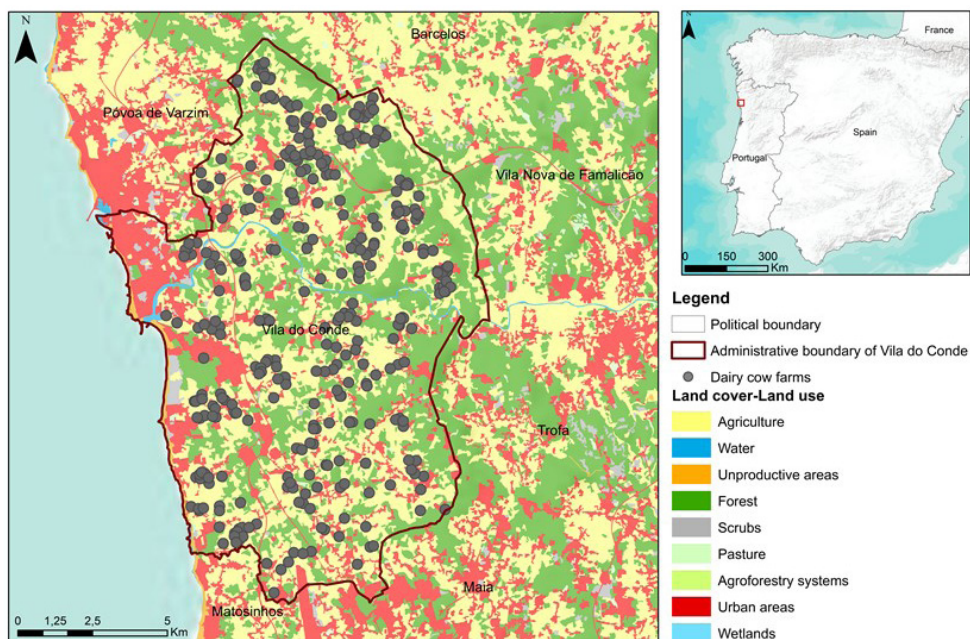 N
Barcelos
Póvoa de Varzim
Vila Nova de Famalicão
Vila do Conde
Trofa
Maia
Matosinhos
0 1,25 2,5 5
Km
N
France
Spain
Portugal
0 150 300
Km
Legend
Political boundary
Administrative boundary of Vila do Conde
Dairy cow farms
Land cover-Land use
Agriculture
Water
Unproductive areas
Forest
Scrubs
Pasture
Agroforestry systems
Urban areas
Wetlands